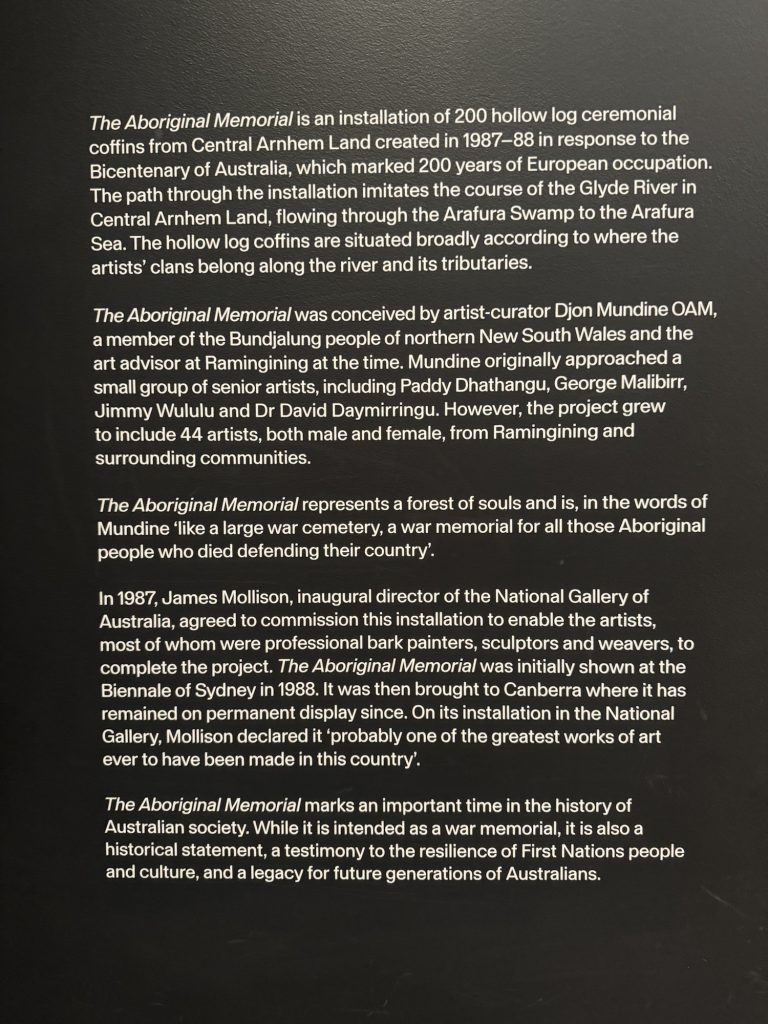 The Aboriginal Memorial is an installation of 200 hollow log ceremonial
coffins from Central Arnhem Land created in 1987–88 in response to the
Bicentenary of Australia, which marked 200 years of European occupation.
The path through the installation imitates the course of the Glyde River in
Central Arnhem Land, flowing through the Arafura Swamp to the Arafura
Sea. The hollow log coffins are situated broadly according to where the
artists’ clans belong along the river and its tributaries.
The Aboriginal Memorial was conceived by artist-curator Djon Mundine OAM,
a member of the Bundjalung people of northern New South Wales and the
art advisor at Ramingining at the time. Mundine originally approached a
small group of senior artists, including Paddy Dhathangu, George Malibirr,
Jimmy Wululu and Dr David Daymirringu. However, the project grew
to include 44 artists, both male and female, from Ramingining and
surrounding communities.
The Aboriginal Memorial represents a forest of souls and is, in the words of
Mundine ‘like a large war cemetery, a war memorial for all those Aboriginal
people who died defending their country’.
In 1987, James Mollison, inaugural director of the National Gallery of
Australia, agreed to commission this installation to enable the artists,
most of whom were professional bark painters, sculptors and weavers, to
complete the project. The Aboriginal Memorial was initially shown at the
Biennale of Sydney in 1988. It was then brought to Canberra where it has
remained on permanent display since. On its installation in the National
Gallery, Mollison declared it ‘probably one of the greatest works of art
ever to have been made in this country’.
The Aboriginal Memorial marks an important time in the history of
Australian society. While it is intended as a war memorial, it is also a
historical statement, a testimony to the resilience of First Nations people
and culture, and a legacy for future generations of Australians.